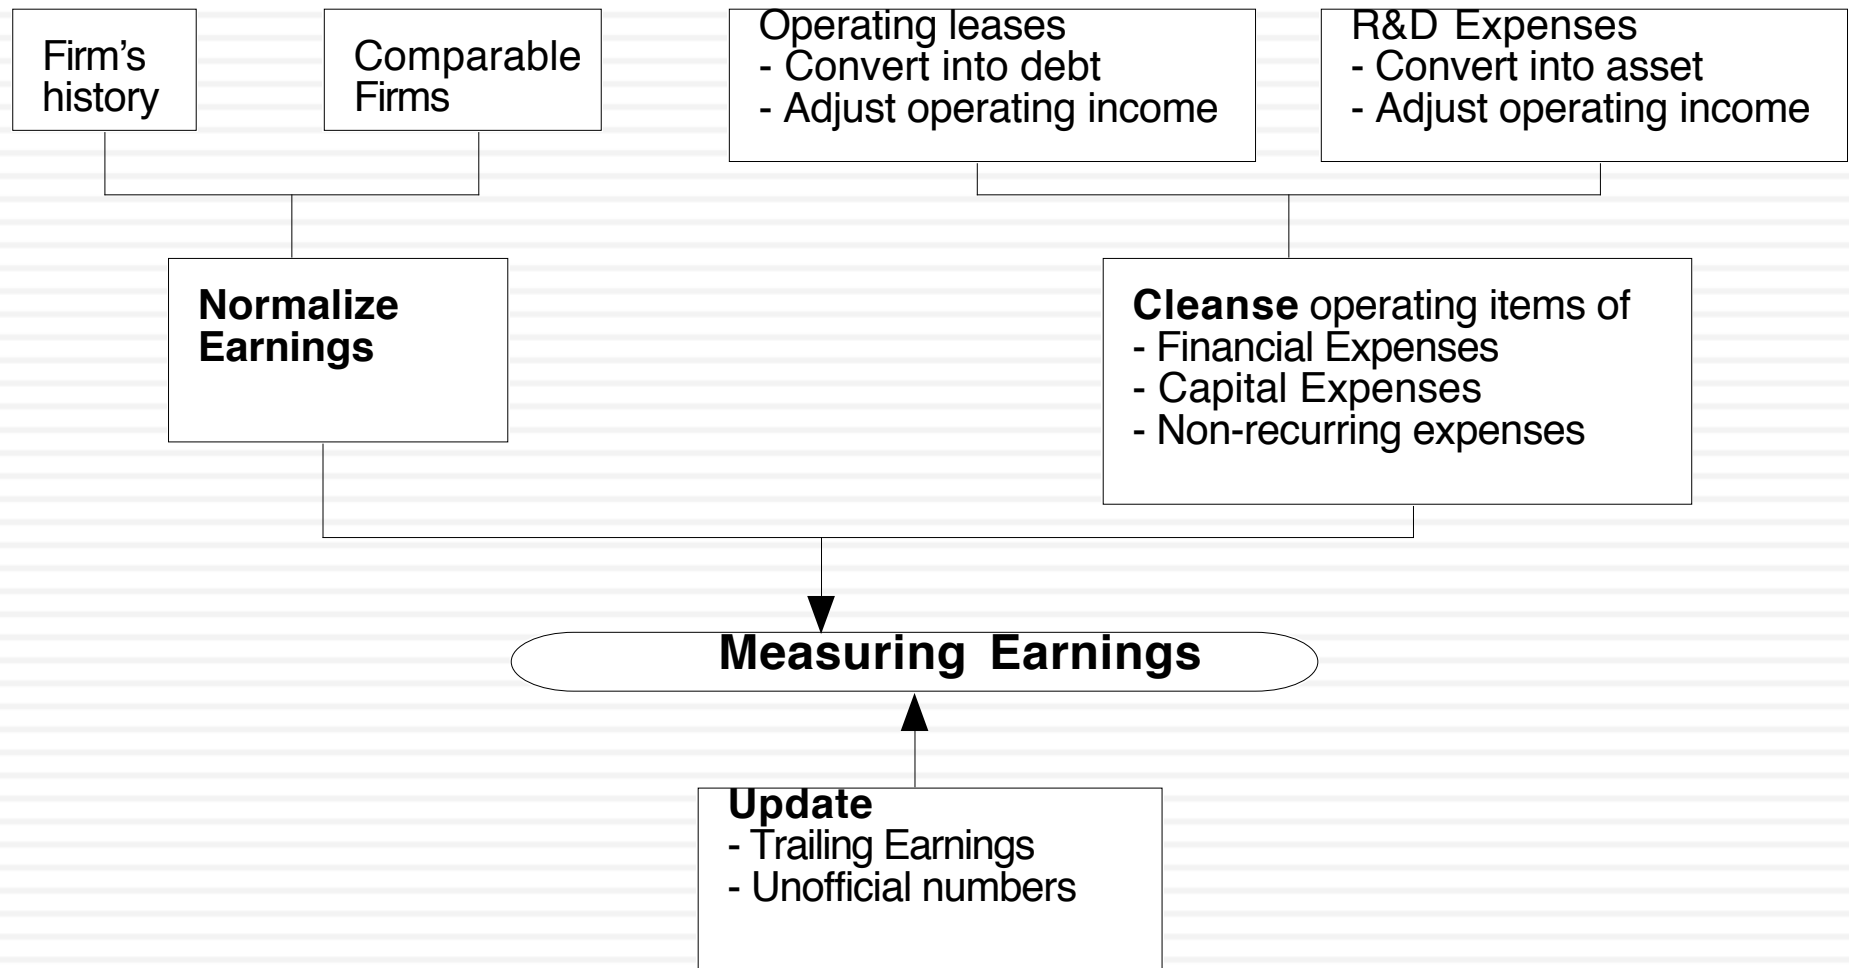 Firm’s
history
Comparable
Firms
Operating leases
- Convert into debt
- Adjust operating income
R&D Expenses
- Convert into asset
- Adjust operating income
Normalize
Earnings
Cleanse operating items of
- Financial Expenses
- Capital Expenses
- Non-recurring expenses
Measuring Earnings
Update
- Trailing Earnings
- Unofficial numbers